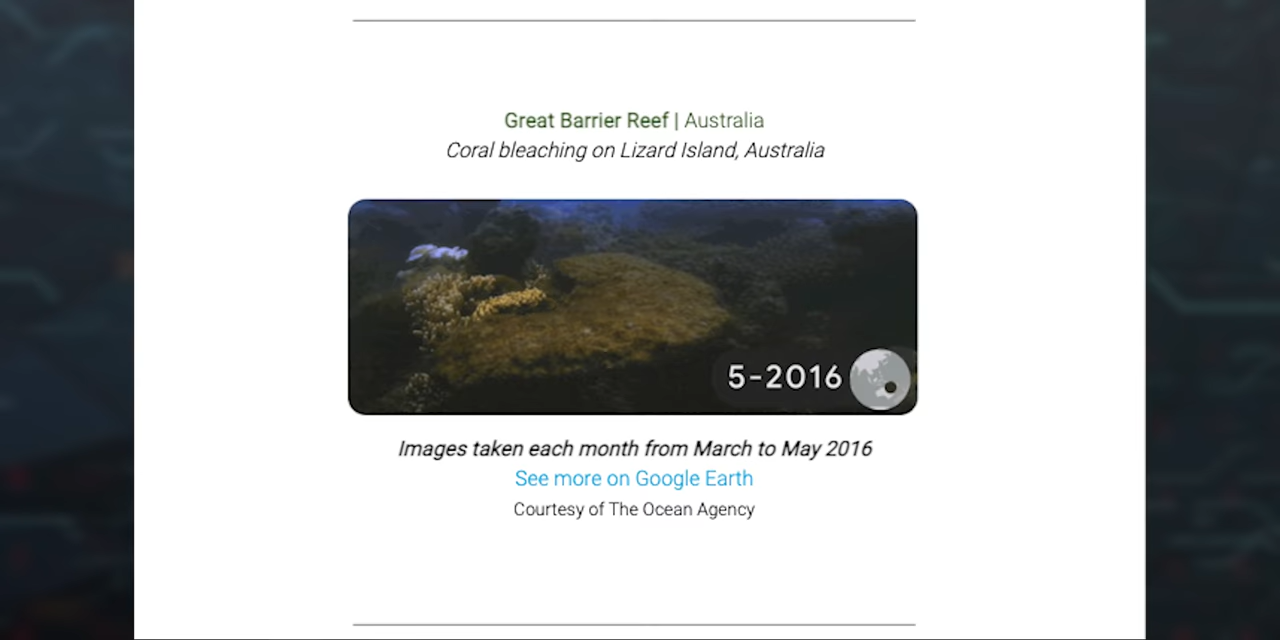 Great Barrier Reef | Australia
Coral bleaching on Lizard Island, Australia
5-2016
Images taken each month from March to May 2016
See more on Google Earth
Courtesy of The Ocean Agency